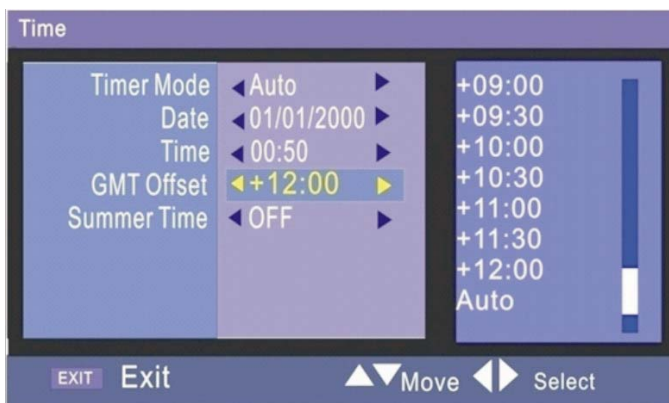 Time
Timer Mode Auto
Date 01/01/2000
Time 00:50
GMT Offset +12:00
Summer Time OFF
+09:00
+09:30
+10:00
+10:30
+11:00
+11:30
+12:00
Auto
EXIT Exit Move Select